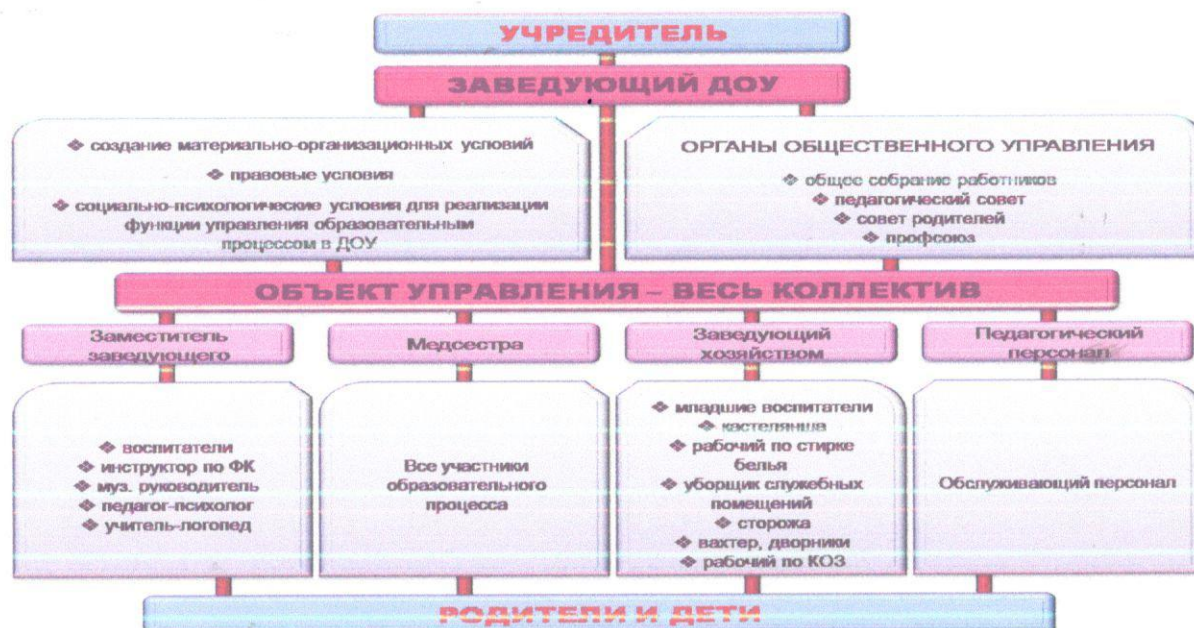 УЧРЕДИТЕЛЬ
ЗАВЕДУЮЩИЙ ДОУ
❖ создание материально-организационных условий
❖ правовые условия
❖ социально-психологические условия для реализации
функции управления образовательным
процессом в ДОУ
ОРГАНЫ ОБЩЕСТВЕННОГО УПРАВЛЕНИЯ
❖ общее собрание работников
❖ педагогический совет
❖ совет родителей
❖ профсоюз
ОБЪЕКТ УПРАВЛЕНИЯ – ВЕСЬ КОЛЛЕКТИВ
Заместитель
заведующего
❖ воспитатели
❖ инструктор по ФК
❖ муз. руководитель
❖ педагог-психолог
❖ учитель-логопед
Медсестра
Все участники
образовательного
процесса
Заведующий
хозяйством
❖ младшие воспитатели
❖ кастелянша
❖ рабочий по стирке
белья
❖ уборщик служебных
помещений
❖ сторожа
❖ вахтер, дворники
❖ рабочий по КОЗ
Педагогический
персонал
Обслуживающий персонал
РОДИТЕЛИ И ДЕТИ